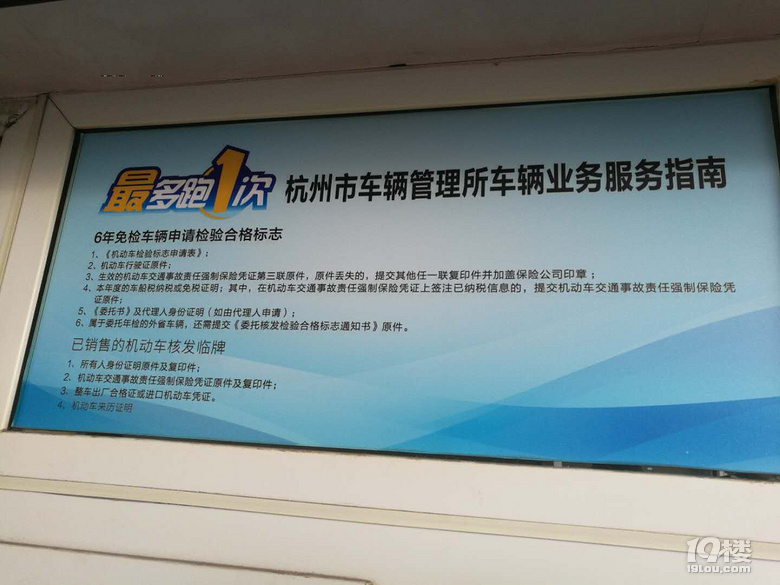 最多跑1次 杭州市车辆管理所车辆业务服务指南
6年免检车辆申请检验合格标志
1、《机动车检验标志申请表》；
2、机动车行驶证原件；
3、生效的机动车交通事故责任强制保险凭证第三联原件，原件丢失的，提交其他任一联复印件并加盖保险公司印章；
4、本年度的车船税纳税或免税证明；其中，在机动车交通事故责任强制保险凭证上签注已纳税信息的，提交机动车交通事故责任强制保险凭
证原件；
5、《委托书》及代理人身份证明（如由代理人申请）；
6、属于委托年检的外省车辆，还需提交《委托核发检验合格标志通知书》原件。
已销售的机动车核发临牌
1、所有人身份证明原件及复印件；
2、机动车交通事故责任强制保险凭证原件及复印件；
3、整车出厂合格证或进口机动车凭证。
4、机动车来历证明
19楼
19lou.com